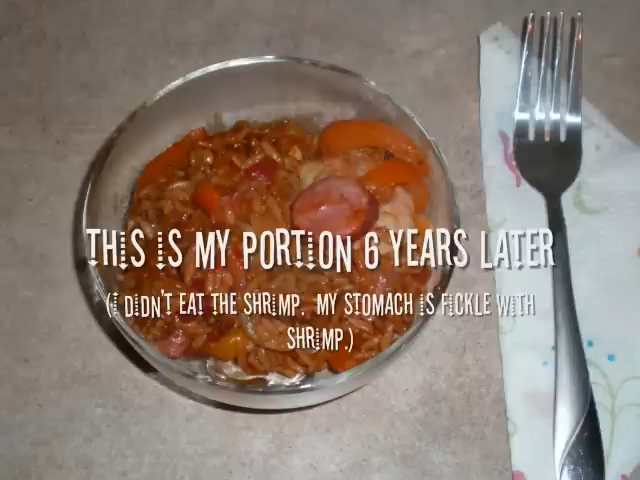 THIS IS MY PORTION 6 YEARS LATER
(I DIDN'T EAT THE SHRIMP. MY STOMACH IS FICKLE WITH
SHRIMP.)